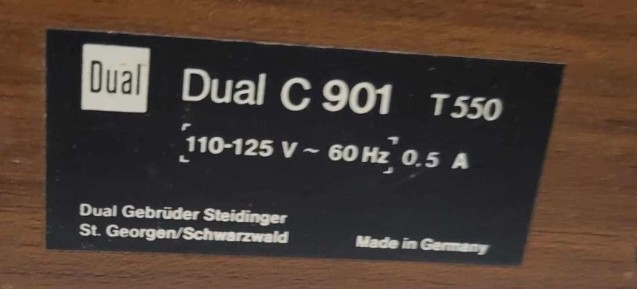 Dual
Dual C 901 T 550
110-125 V ~ 60 Hz 0.5 A
Dual Gebrüder Steidinger
St. Georgen/Schwarzwald
Made in Germany